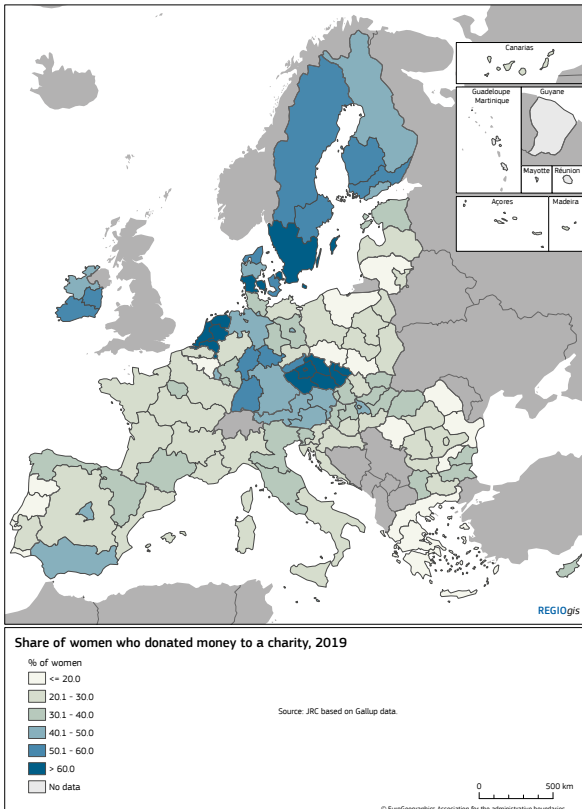 Canarias
Guadeloupe
Martinique
Guyane
Mayotte
Réunion
Açores
Madeira
REGIOgis
Share of women who donated money to a charity, 2019
% of women
<= 20.0
20.1 - 30.0
30.1 - 40.0
40.1 - 50.0
50.1 - 60.0
> 60.0
No data
Source: JRC based on Gallup data.
0 500 km
© EuroGeographics Association for the administrative boundaries